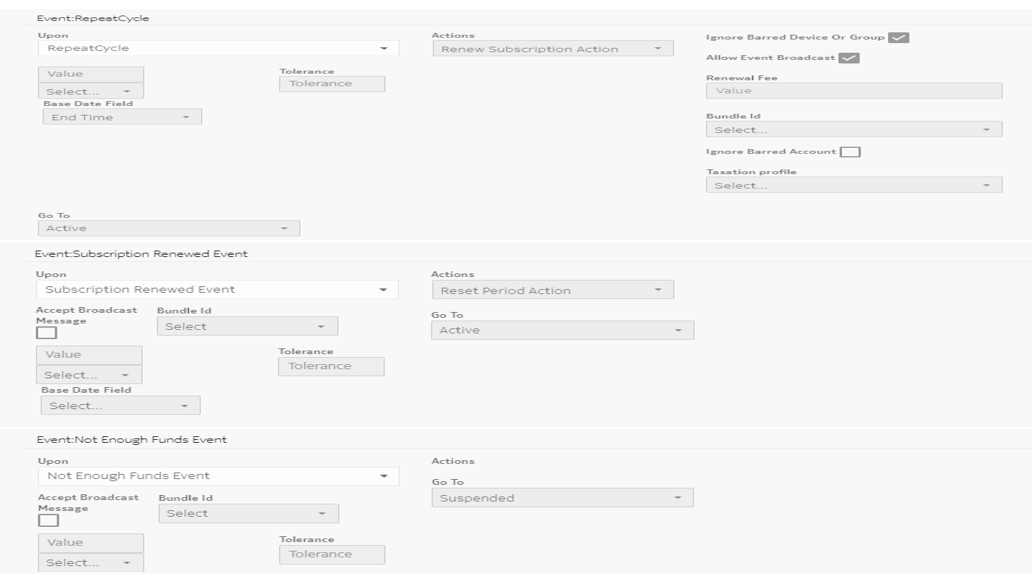 Event:RepeatCycle
Upon
RepeatCycle
Actions
Renew Subscription Action
Ignore Barred Device Or Group
Allow Event Broadcast
Value
Select...
Tolerance
Tolerance
Renewal Fee
Value
Base Date Field
End Time
Bundle Id
Select...
Ignore Barred Account
Taxation profile
Select...
Go To
Active
Event:Subscription Renewed Event
Upon
Subscription Renewed Event
Actions
Reset Period Action
Accept Broadcast
Message
Bundle Id
Select
Go To
Active
Value
Select...
Tolerance
Tolerance
Base Date Field
Select...
Event:Not Enough Funds Event
Upon
Not Enough Funds Event
Actions
Go To
Suspended
Accept Broadcast
Message
Bundle Id
Select
Value
Select...
Tolerance
Tolerance